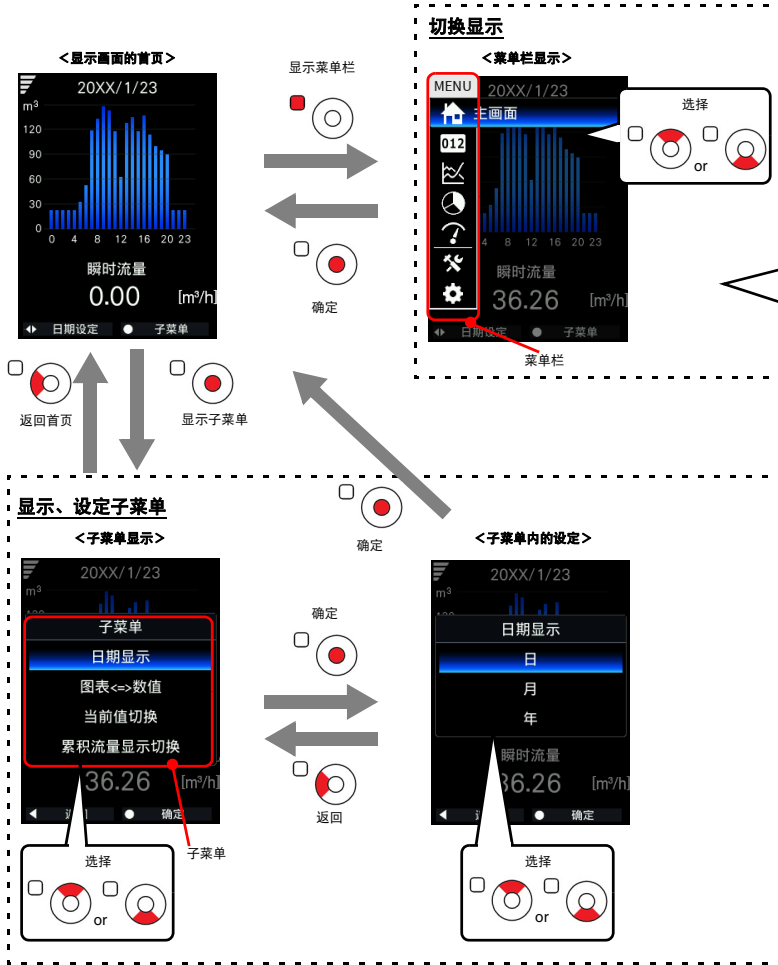 切换显示
<显示画面的首页>
20XX/1/23
m³
120
90
60
30
0
0 4 8 12 16 20 23
瞬时流量
0.00 [m³/h]
日期设定 子菜单
显示菜单栏
确定
<菜单栏显示>
MENU
20XX/1/23
主画面
012
4 8 12 16 20 23
瞬时流量
36.26 [m³/h]
日期设定 子菜单
菜单栏
选择
or
返回首页
显示子菜单
确定
显示、设定子菜单
<子菜单显示>
20XX/1/23
m³
子菜单
日期显示
图表<=>数值
当前值切换
累积流量显示切换
36.26 [m³/h]
确定
子菜单
选择
or
确定
返回
<子菜单内的设定>
20XX/1/23
m³
日期显示
日
月
年
瞬时流量
36.26 [m³/h]
确定
选择
or